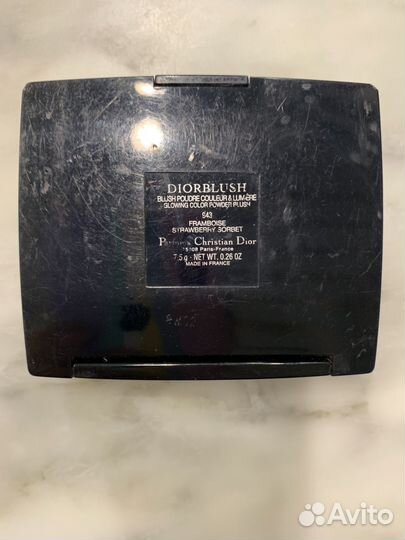 DIORBLUSH
BLUSH POUDRE COULEUR & LUMIÈRE
GLOWING COLOR POWDER BLUSH
943
FRAMBOISE
STRAWBERRY SORBET
Parfums Christian Dior
75008 Paris-France
7.5 g - NET WT. 0.26 OZ
MADE IN FRANCE
Avito